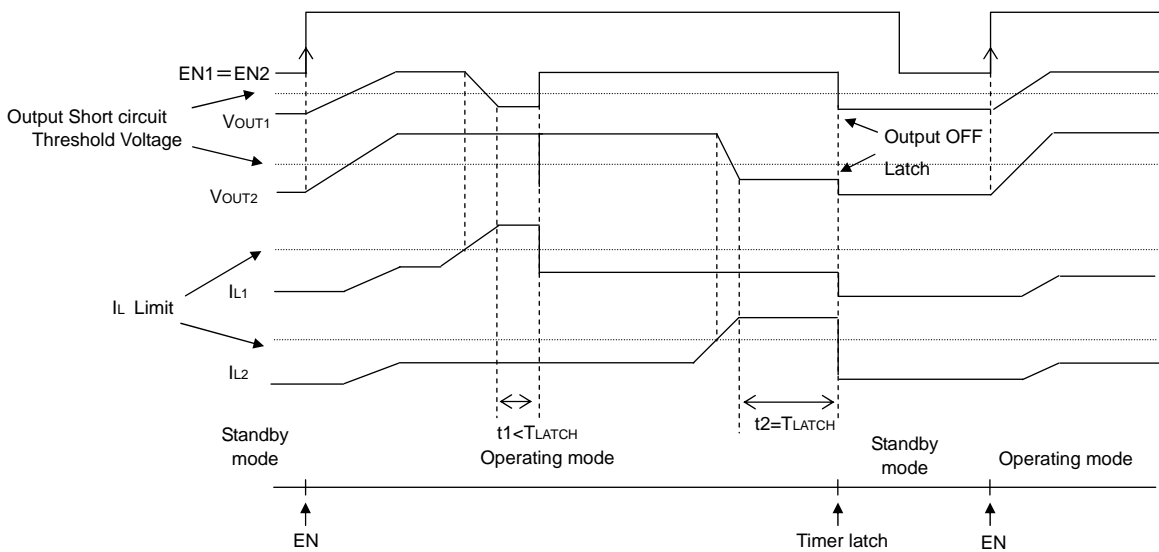 EN1=EN2
Output Short circuit
Threshold Voltage
VOUT1
Output OFF
Latch
VOUT2
IL1
IL Limit
IL2
t1<TLATCH
t2=TLATCH
Standby
mode
Operating mode
Standby
mode
Operating mode
EN
Timer latch
EN